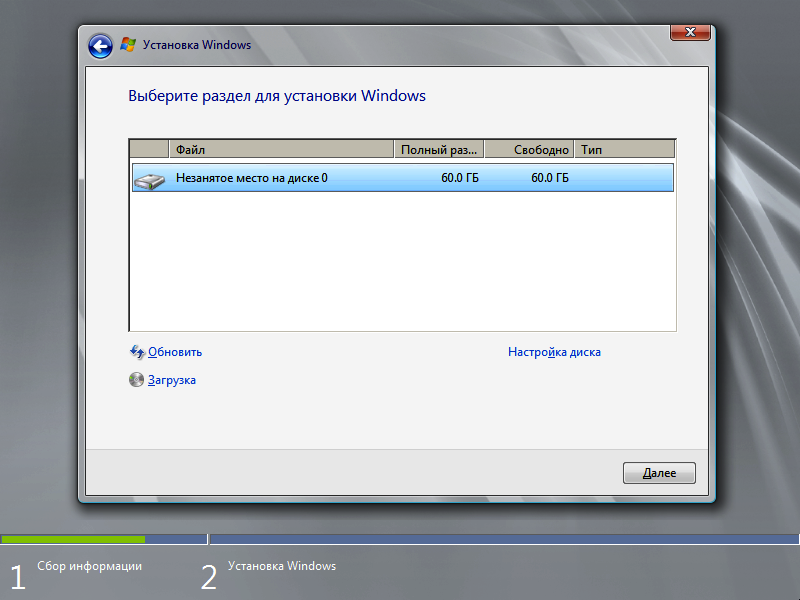 Установка Windows
Выберите раздел для установки Windows
Файл Полный раз... Свободно Тип
Незанятое место на диске 0 60.0 ГБ 60.0 ГБ
Обновить Настройка диска
Загрузка
Далее
1 Сбор информации 2 Установка Windows